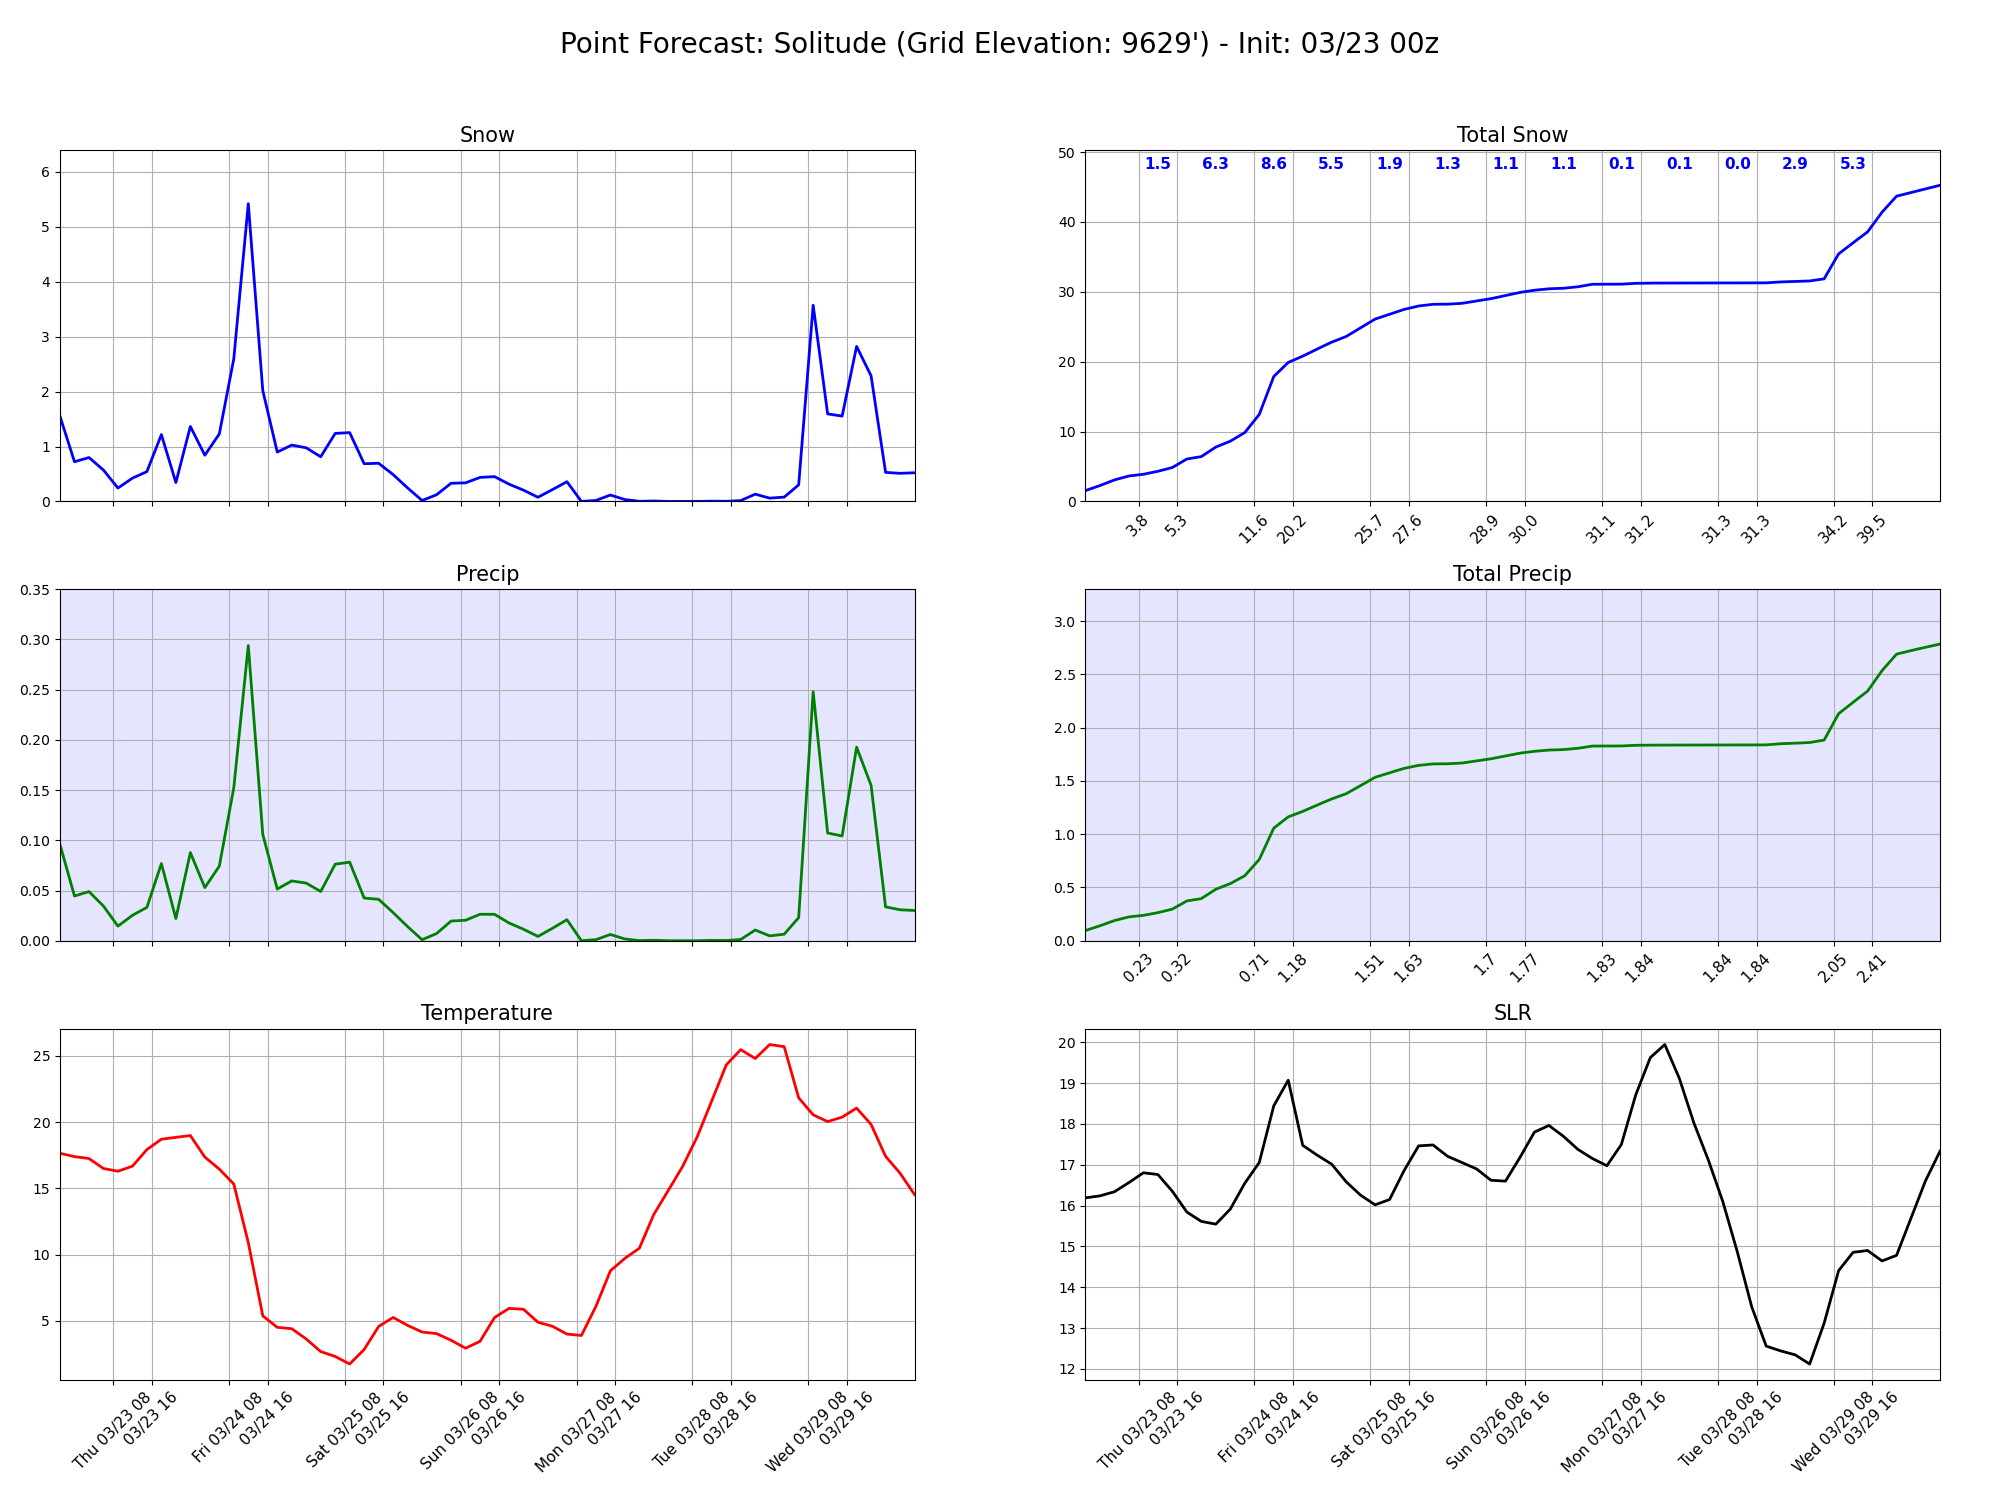 Point Forecast: Solitude (Grid Elevation: 9629') - Init: 03/23 00z
Snow
6
5
4
3
2
1
0
Total Snow
50
40
30
20
10
0
1.5 6.3 8.6 5.5 1.9 1.3 1.1 1.1 0.1 0.1 0.0 2.9 5.3
3.8 5.3 11.6 20.2 25.7 27.6 28.9 30.0 31.1 31.2 31.3 31.3 34.2 39.5
Precip
0.35
0.30
0.25
0.20
0.15
0.10
0.05
0.00
Total Precip
3.0
2.5
2.0
1.5
1.0
0.5
0.0
0.23 0.32 0.71 1.18 1.51 1.63 1.7 1.77 1.83 1.84 1.84 1.84 2.05 2.41
Temperature
25
20
15
10
5
Thu 03/23 08
03/23 16
Fri 03/24 08
03/24 16
Sat 03/25 08
03/25 16
Sun 03/26 08
03/26 16
Mon 03/27 08
03/27 16
Tue 03/28 08
03/28 16
Wed 03/29 08
03/29 16
SLR
20
19
18
17
16
15
14
13
12
Thu 03/23 08
03/23 16
Fri 03/24 08
03/24 16
Sat 03/25 08
03/25 16
Sun 03/26 08
03/26 16
Mon 03/27 08
03/27 16
Tue 03/28 08
03/28 16
Wed 03/29 08
03/29 16